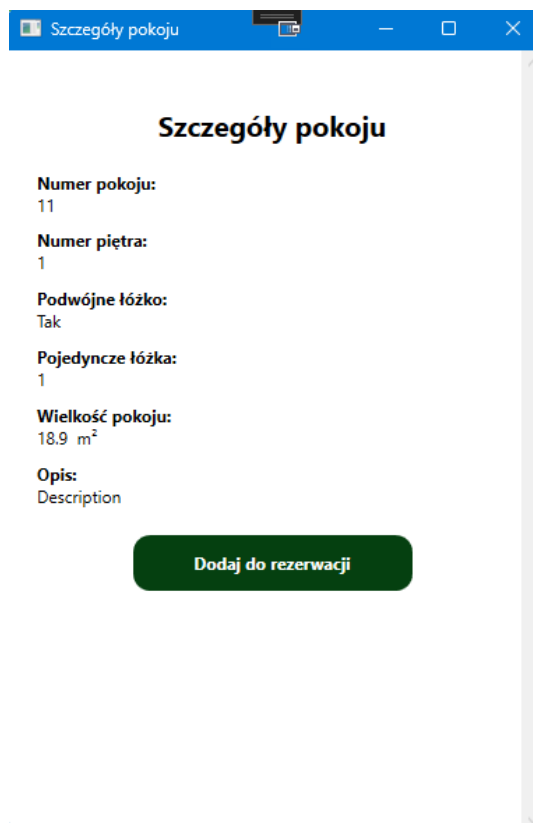 Szczegóły pokoju
Szczegóły pokoju
Numer pokoju:
11
Numer piętra:
1
Podwójne łóżko:
Tak
Pojedyncze łóżka:
1
Wielkość pokoju:
18.9 m²
Opis:
Description
Dodaj do rezerwacji